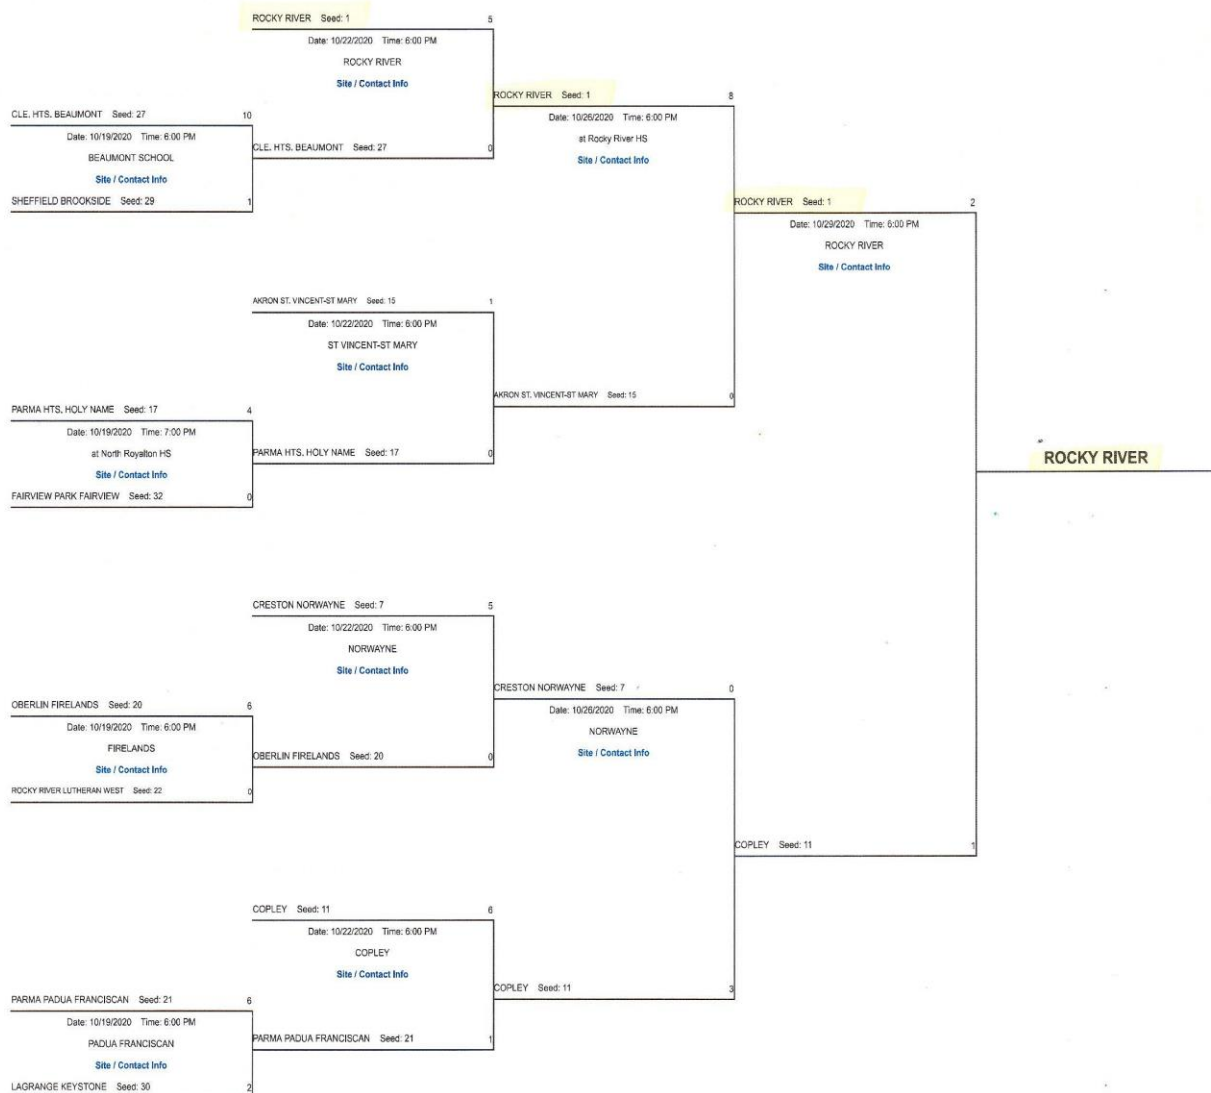 ROCKY RIVER Seed: 1 5
Date: 10/22/2020 Time: 6:00 PM
ROCKY RIVER
Site / Contact Info
ROCKY RIVER Seed: 1 8
CLE. HTS. BEAUMONT Seed: 27 10
Date: 10/26/2020 Time: 6:00 PM
Date: 10/19/2020 Time: 6:00 PM
at Rocky River HS
CLE. HTS. BEAUMONT Seed: 27 0
BEAUMONT SCHOOL
Site / Contact Info
Site / Contact Info
SHEFFIELD BROOKSIDE Seed: 29 1
ROCKY RIVER Seed: 1 2
Date: 10/29/2020 Time: 6:00 PM
ROCKY RIVER
Site / Contact Info
AKRON ST. VINCENT-ST MARY Seed: 15 1
Date: 10/22/2020 Time: 6:00 PM
ST VINCENT-ST MARY
Site / Contact Info
AKRON ST. VINCENT-ST MARY Seed: 15 0
PARMA HTS. HOLY NAME Seed: 17 4
Date: 10/19/2020 Time: 7:00 PM
at North Royalton HS
PARMA HTS. HOLY NAME Seed: 17 0
ROCKY RIVER
Site / Contact Info
FAIRVIEW PARK FAIRVIEW Seed: 32 0
CRESTON NORWAYNE Seed: 7 5
Date: 10/22/2020 Time: 6:00 PM
NORWAYNE
Site / Contact Info
CRESTON NORWAYNE Seed: 7 0
OBERLIN FIRELANDS Seed: 20 6
Date: 10/26/2020 Time: 6:00 PM
Date: 10/19/2020 Time: 6:00 PM
NORWAYNE
FIRELANDS
Site / Contact Info
OBERLIN FIRELANDS Seed: 20 0
Site / Contact Info
ROCKY RIVER LUTHERAN WEST Seed: 22 0
COPLEY Seed: 11 1
COPLEY Seed: 11 6
Date: 10/22/2020 Time: 6:00 PM
COPLEY
Site / Contact Info
COPLEY Seed: 11 3
PARMA PADUA FRANCISCAN Seed: 21 6
Date: 10/19/2020 Time: 6:00 PM
PARMA PADUA FRANCISCAN Seed: 21 1
PADUA FRANCISCAN
Site / Contact Info
LAGRANGE KEYSTONE Seed: 30 2